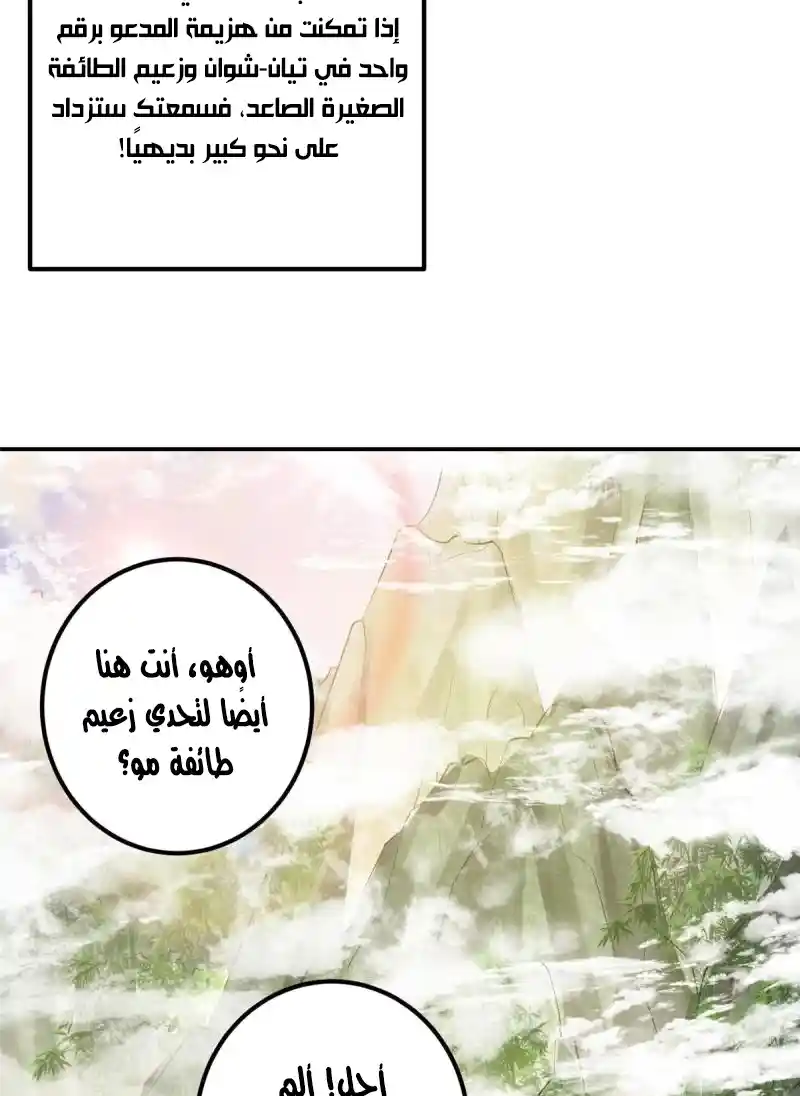 إذا تمكنت من هزيمة المدعو برقم
واحد في تيان-شوان وزعيم الطائفة
الصغيرة الصاعد، فسمعتك ستزداد
على نحو كبير بديهيًا!
أوهو، أنت هنا
أيضًا لتحدي زعيم
طائفة مو؟
أجل! ألم